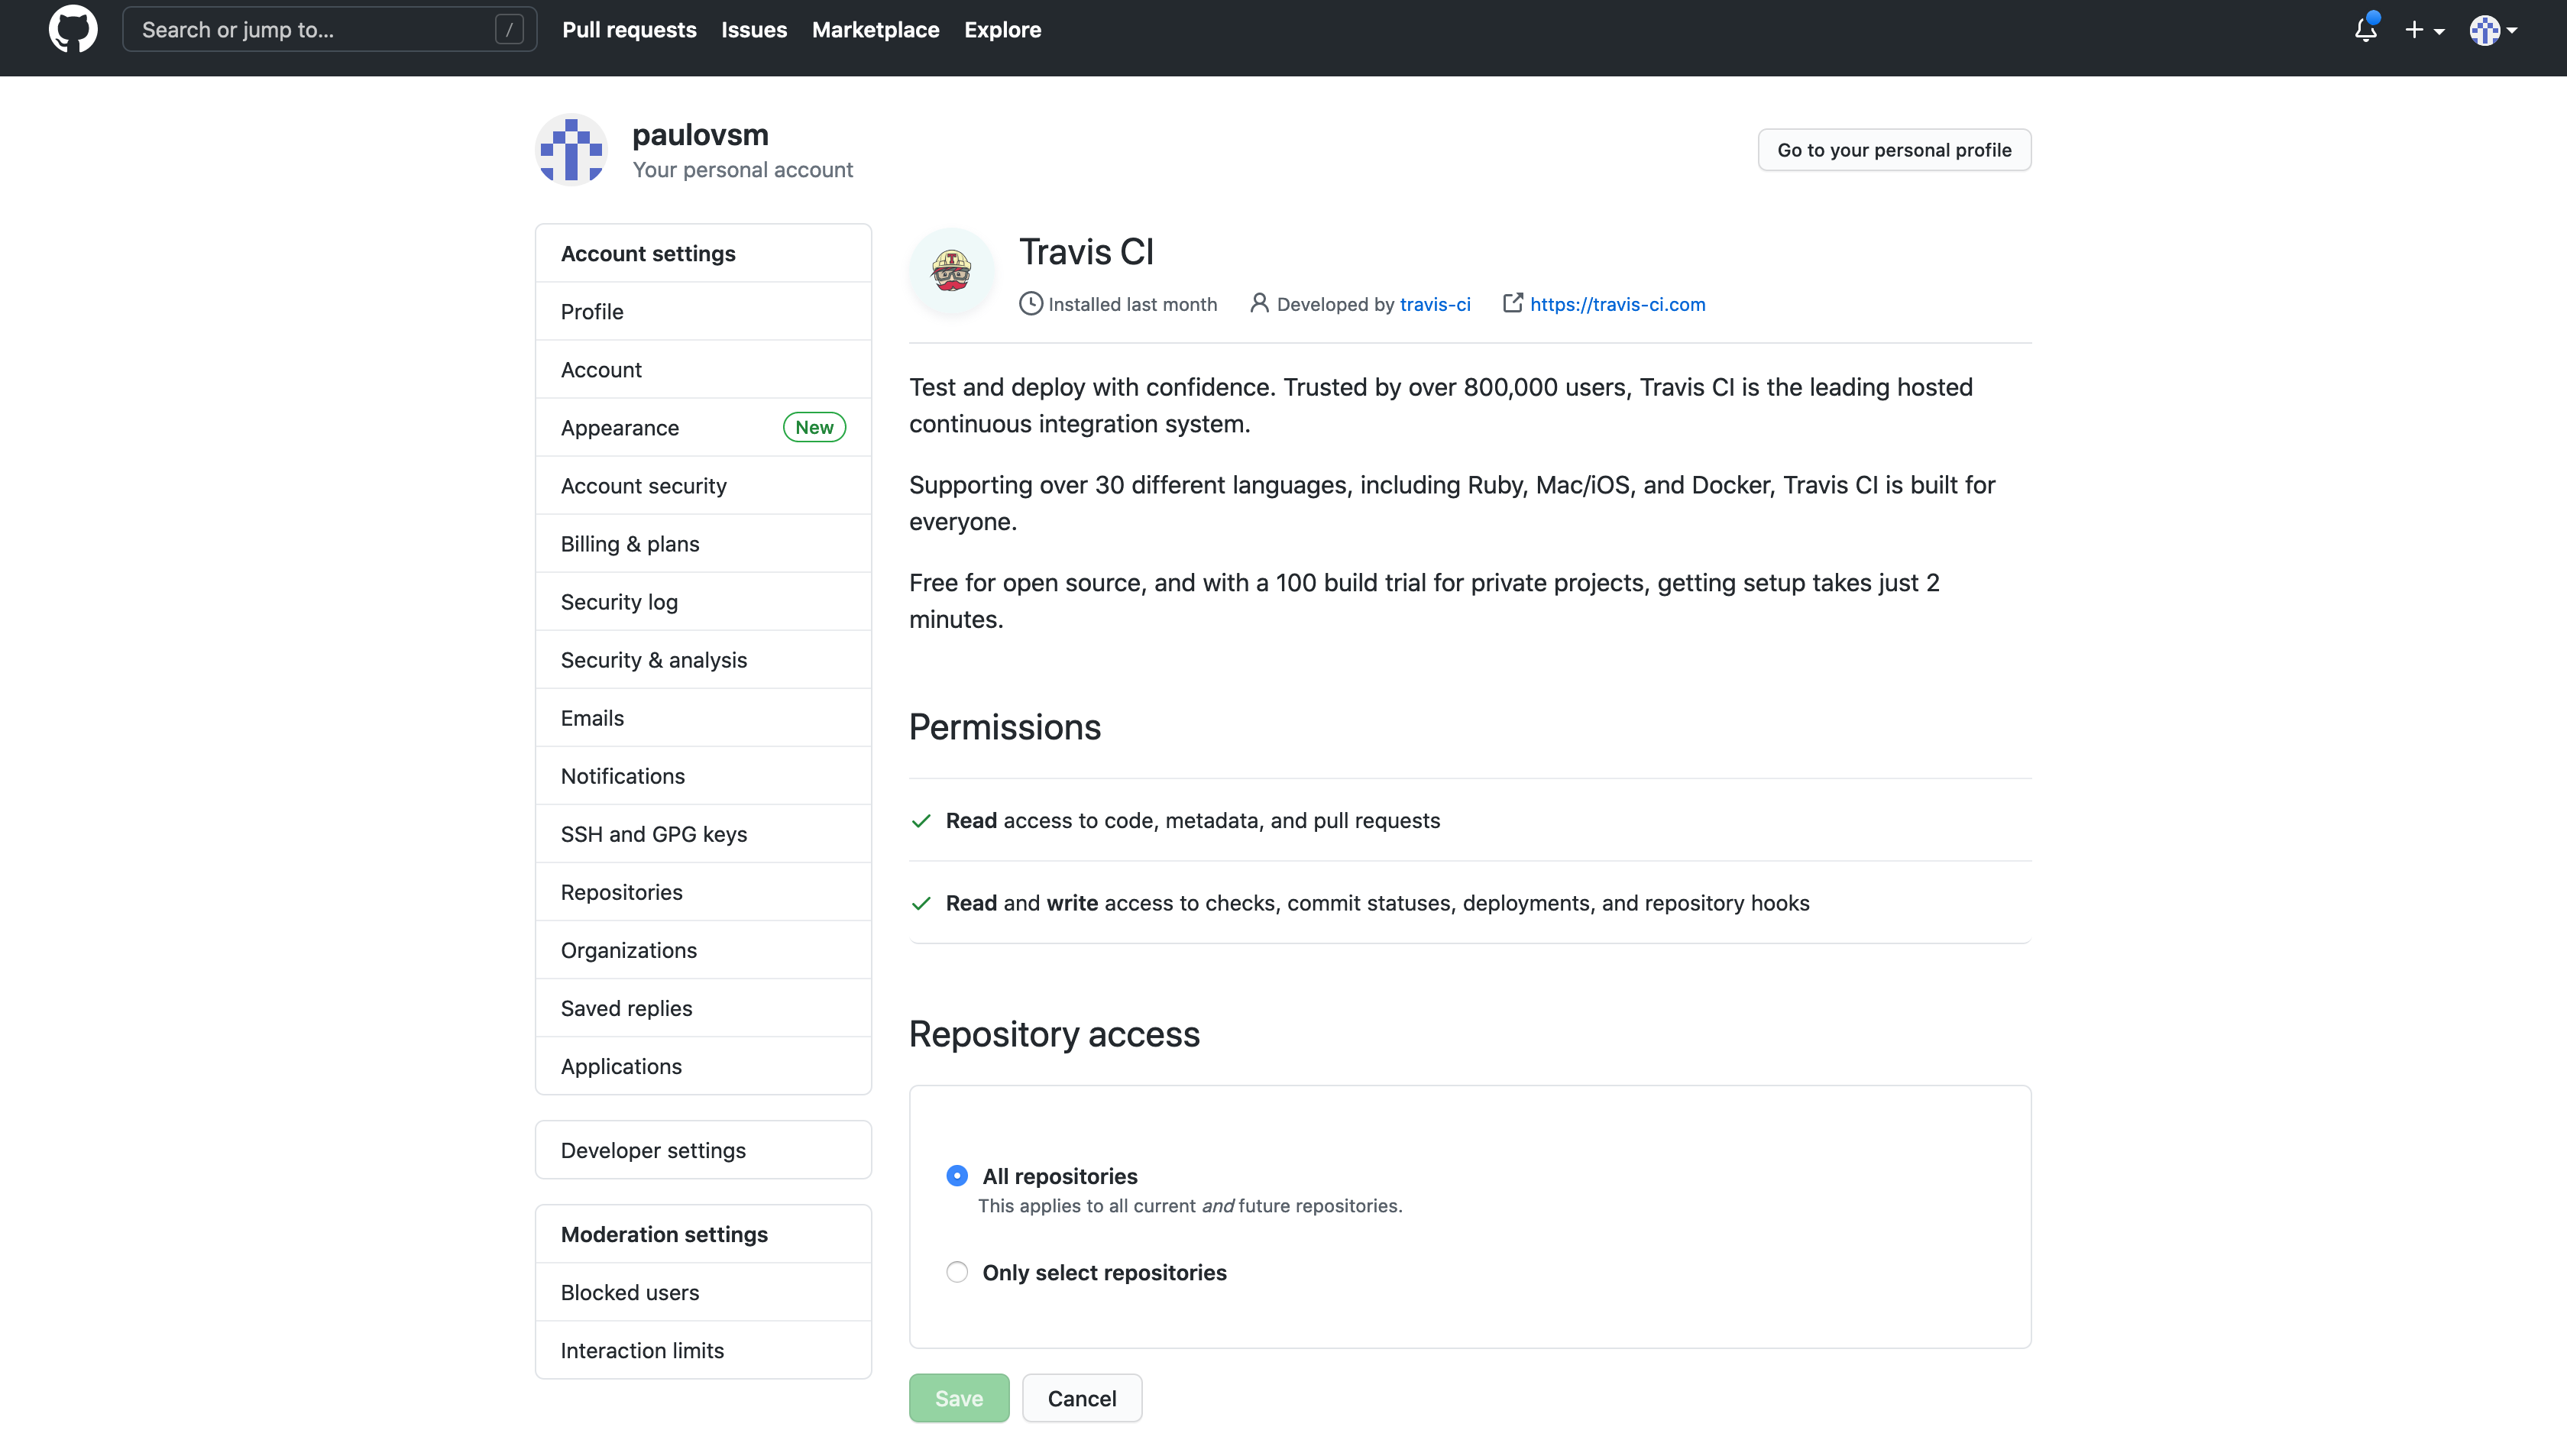 Search or jump to...
/
Pull requests
Issues
Marketplace
Explore
paulovsm
Your personal account
Go to your personal profile
Account settings
Profile
Account
Appearance
New
Account security
Billing & plans
Security log
Security & analysis
Emails
Notifications
SSH and GPG keys
Repositories
Organizations
Saved replies
Applications
Developer settings
Moderation settings
Blocked users
Interaction limits
T
Travis CI
Installed last month
Developed by travis-ci
https://travis-ci.com
Test and deploy with confidence. Trusted by over 800,000 users, Travis CI is the leading hosted
continuous integration system.
Supporting over 30 different languages, including Ruby, Mac/iOS, and Docker, Travis CI is built for
everyone.
Free for open source, and with a 100 build trial for private projects, getting setup takes just 2
minutes.
Permissions
Read access to code, metadata, and pull requests
Read and write access to checks, commit statuses, deployments, and repository hooks
Repository access
All repositories
This applies to all current and future repositories.
Only select repositories
Save
Cancel